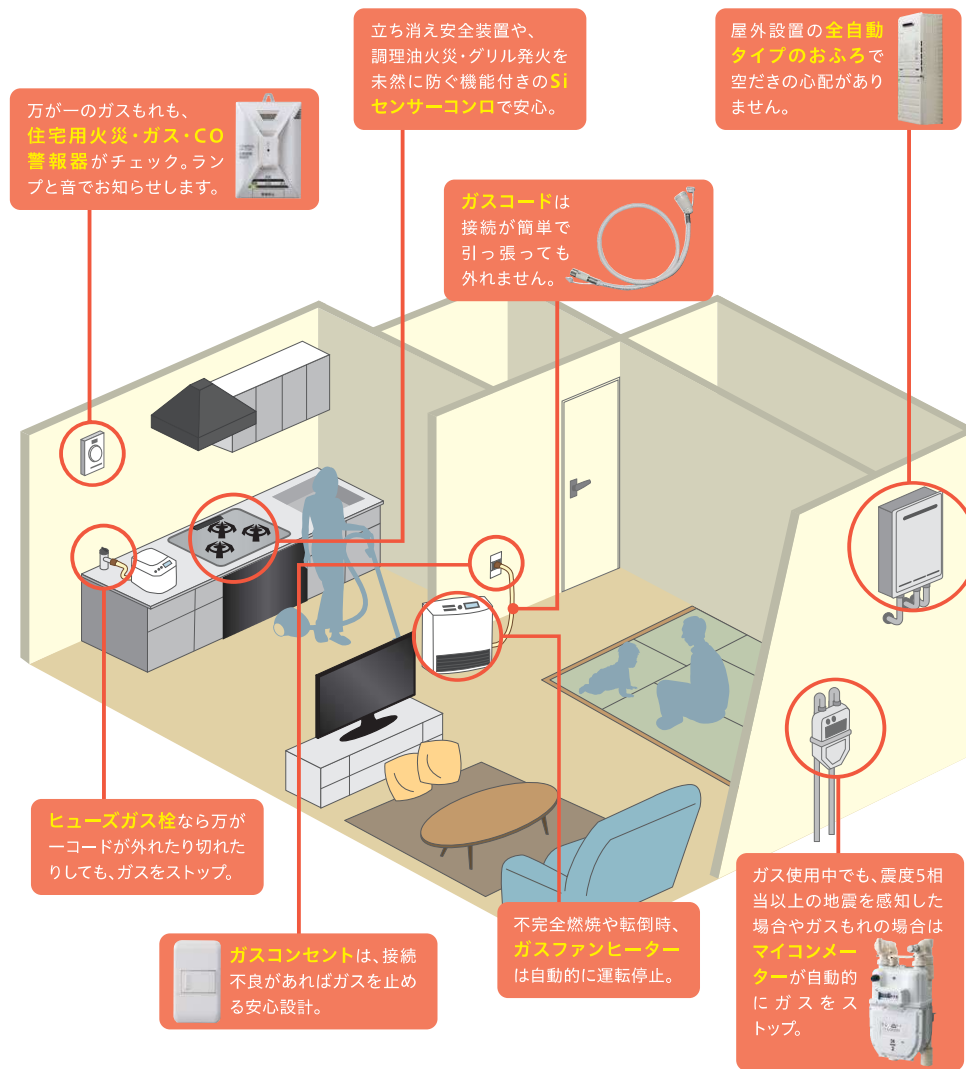 立ち消え安全装置や、
調理油火災・グリル発火を
未然に防ぐ機能付きのSi
センサーコンロで安心。
屋外設置の全自動
タイプのおふろで
空だきの心配があり
ません。
万が一のガスもれも、
住宅用火災・ガス・CO
警報器がチェック。ラン
プと音でお知らせします。
ガスコードは
接続が簡単で
引っ張っても
外れません。
ヒューズガス栓なら万が
一コードが外れたり切れた
りしても、ガスをストップ。
ガスコンセントは、接続
不良があればガスを止め
る安心設計。
不完全燃焼や転倒時、
ガスファンヒーター
は自動的に運転停止。
ガス使用中でも、震度5相
当以上の地震を感知した
場合やガスもれの場合は
マイコンメー
ターが自動的
にガスをス
トップ。